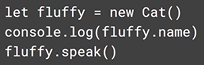 let fluffy = new Cat()
console.log(fluffy.name)
fluffy.speak()